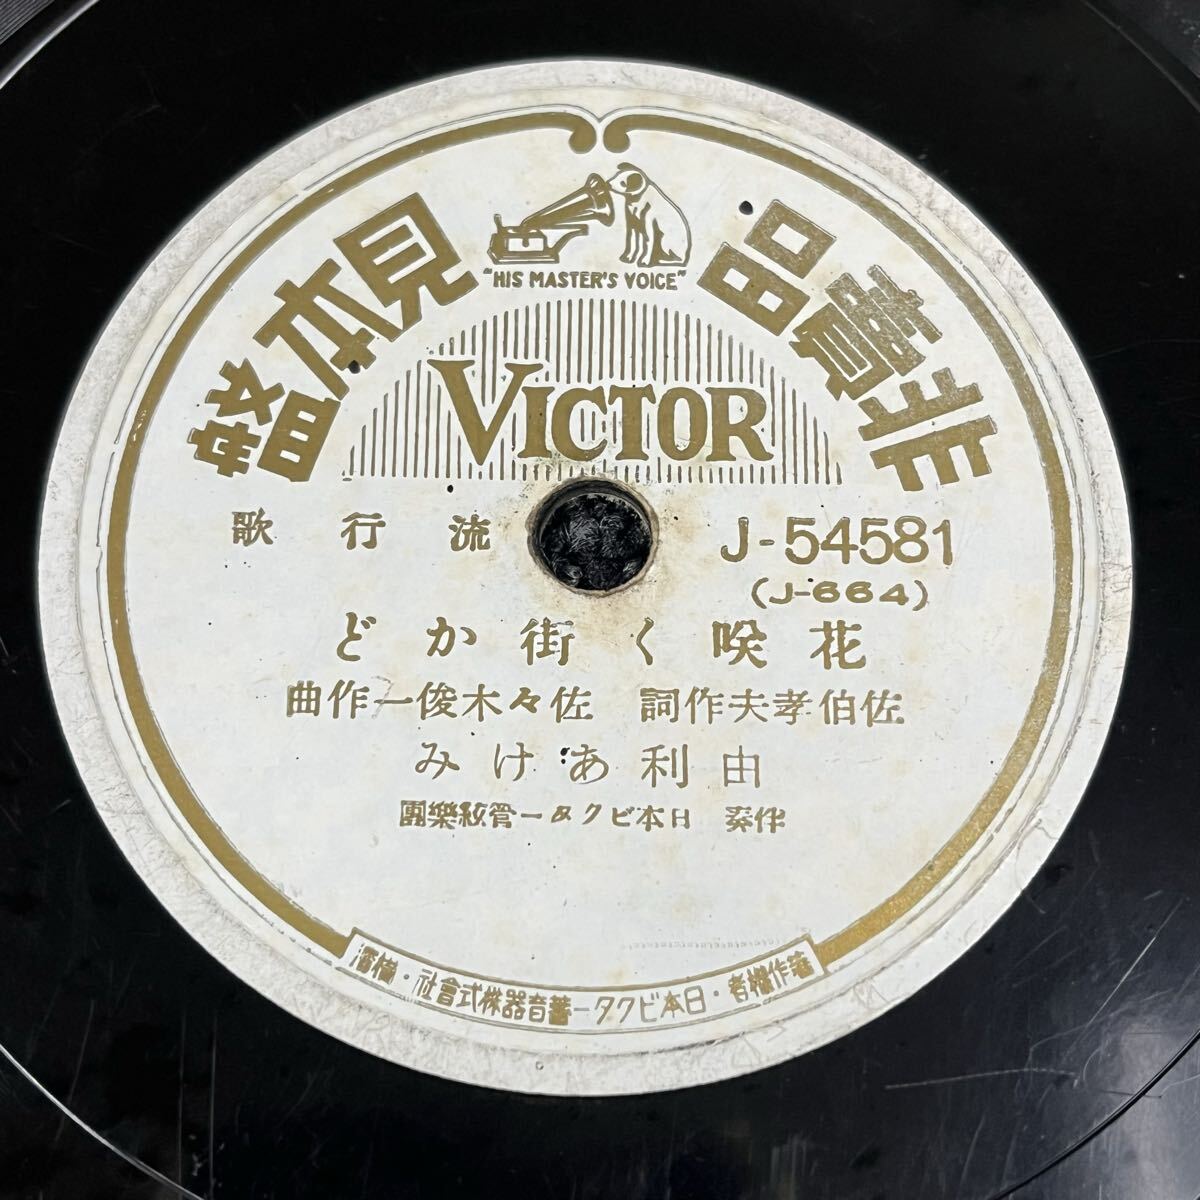 非賣品
見本盤
"HIS MASTER'S VOICE"
VICTOR
流行歌
J-54581
(J-664)
花咲く街かど
佐伯孝夫作詞 佐々木俊一作曲
由利あけみ
伴奏 日本ビクター管絃樂團
著作權者・日本ビクター蓄音器株式會社・橫濱